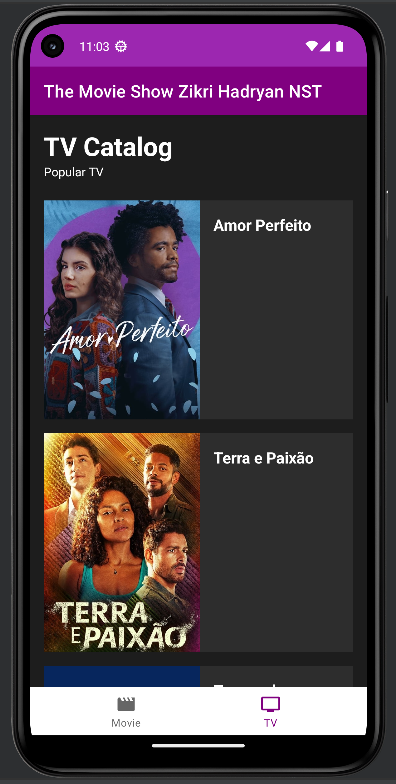 11:03
The Movie Show Zikri Hadryan NST
TV Catalog
Popular TV
Amor Perfeito
Amor Perfeito
Terra e Paixão
TERRA
E PAIXÃO
Movie
TV